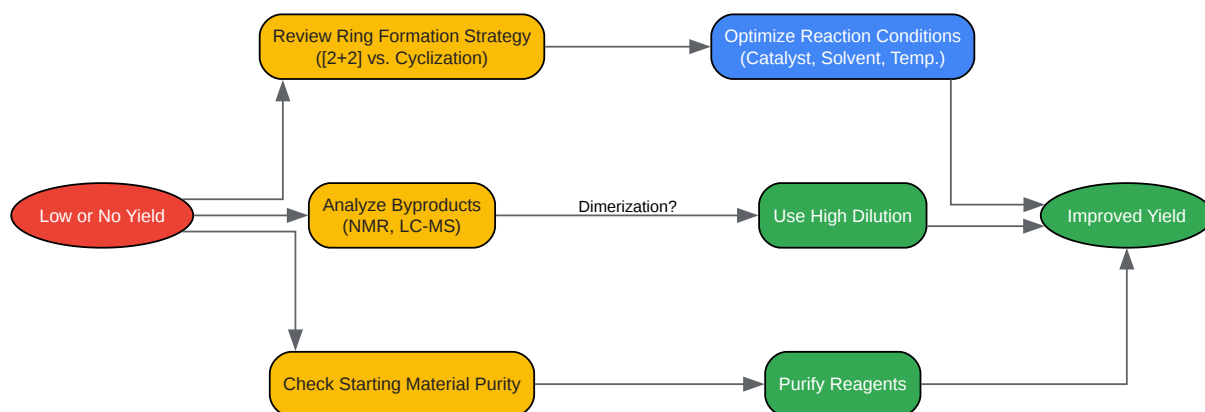 Review Ring Formation Strategy
([2+2] vs. Cyclization)
Optimize Reaction Conditions
(Catalyst, Solvent, Temp.)
Low or No Yield
Analyze Byproducts
(NMR, LC-MS)
Dimerization?
Use High Dilution
Improved Yield
Check Starting Material Purity
Purify Reagents